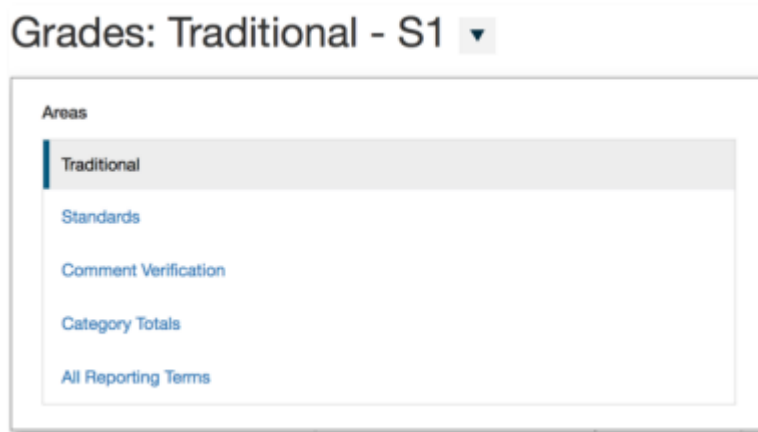 Grades: Traditional - S1
Areas
Traditional
Standards
Comment Verification
Category Totals
All Reporting Terms